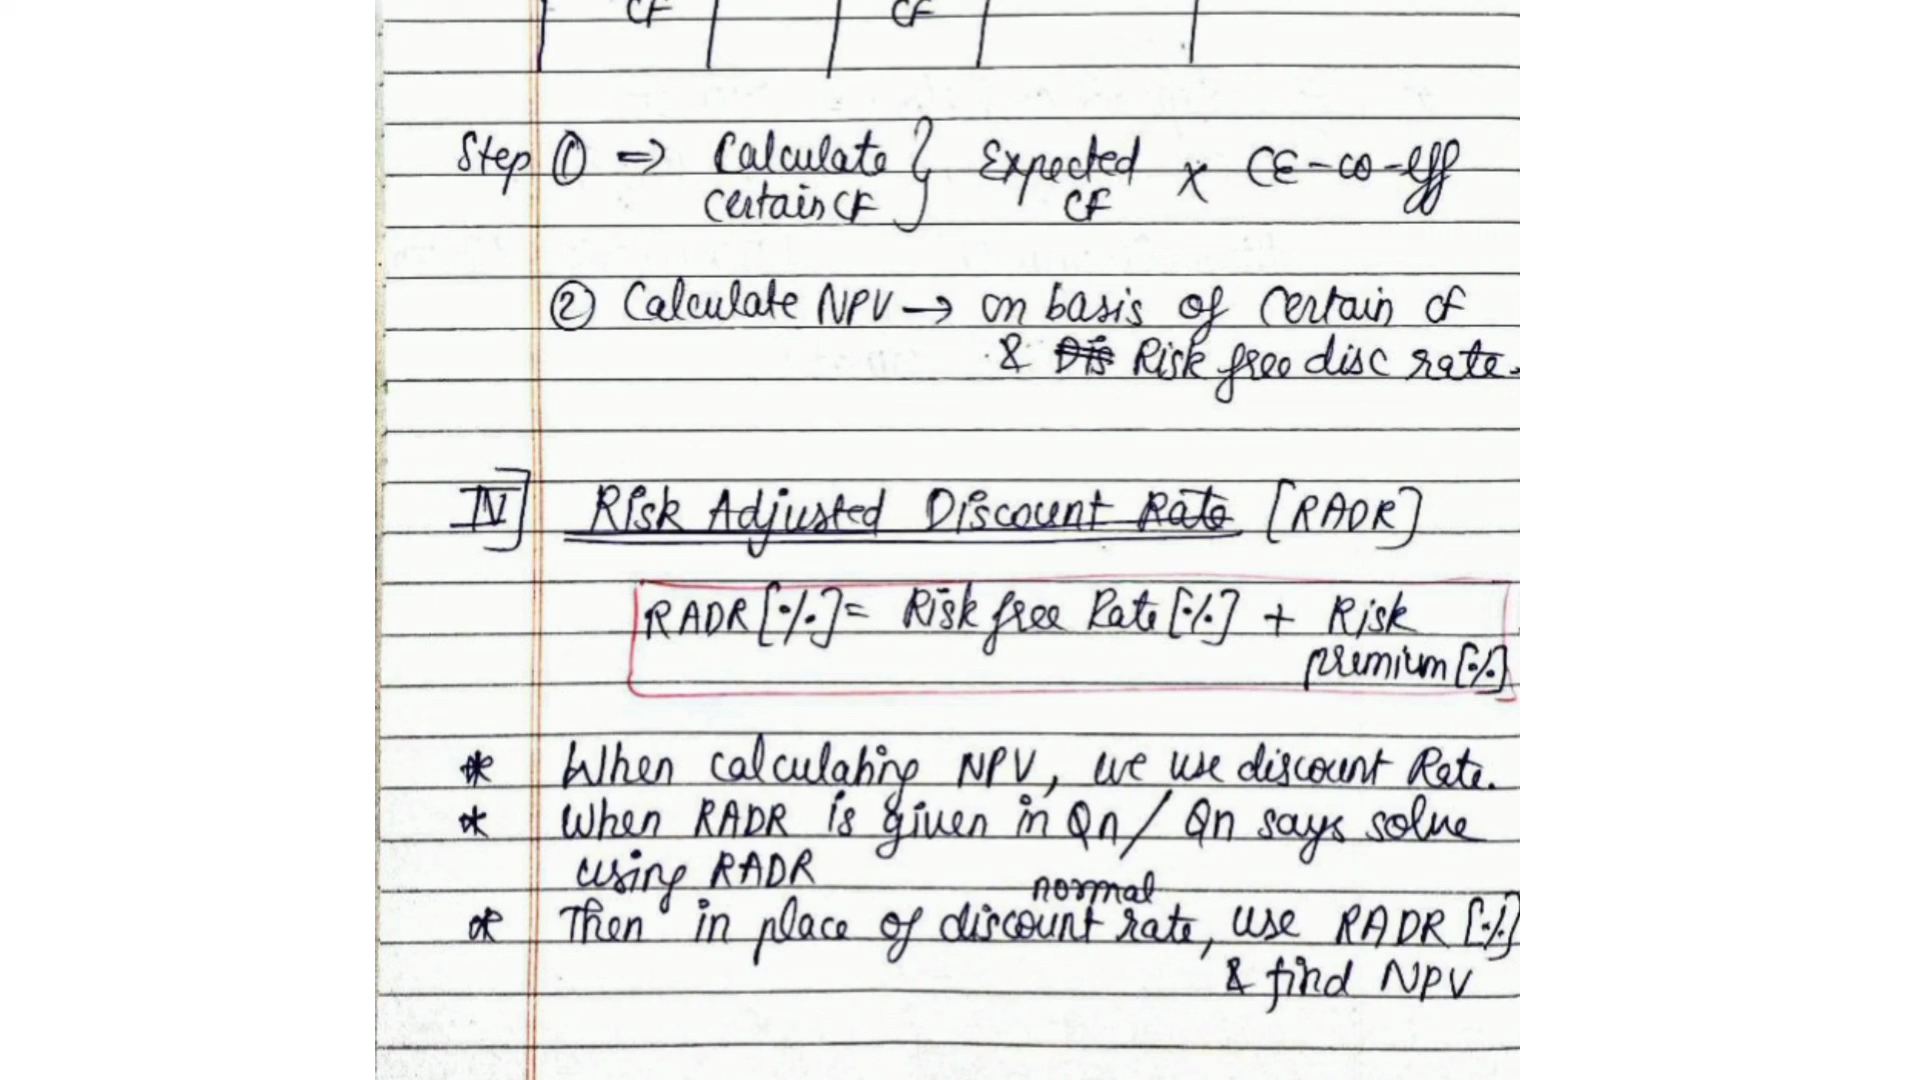 CF CF
Step ① ⇒ Calculate } Expected × CE-co-eff
certain CF CF
② Calculate NPV → on basis of certain cf
& Dis Risk free disc rate.
IV] Risk Adjusted Discount Rate [RADR]
RADR[%]= Risk free Rate[%] + Risk
premium[%]
* When calculating NPV, we use discount Rate.
* When RADR is given in Qn/ Qn says solve
using RADR
normal
* Then in place of discount rate, use RADR [%]
& find NPV